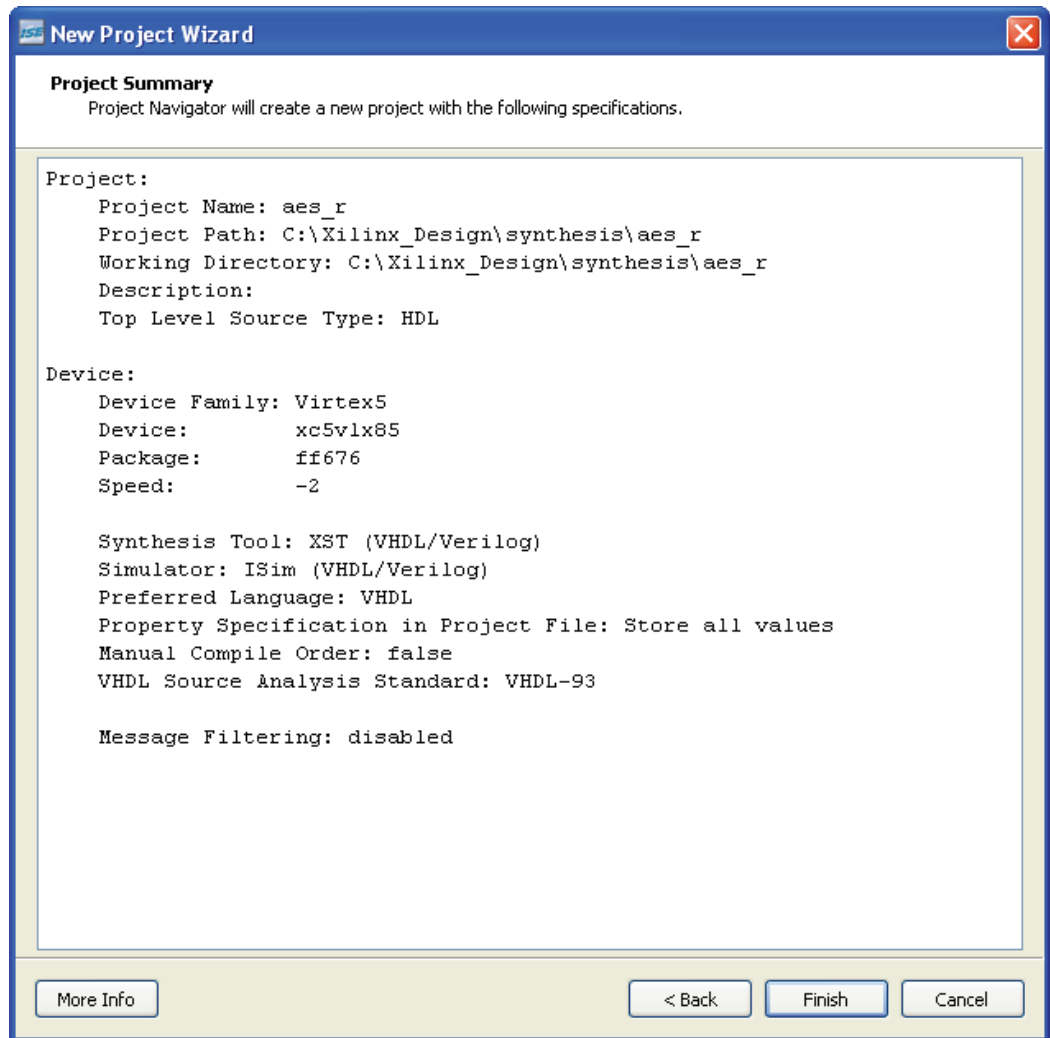 ISE New Project Wizard
Project Summary
Project Navigator will create a new project with the following specifications.
Project:
Project Name: aes_r
Project Path: C:\Xilinx_Design\synthesis\aes_r
Working Directory: C:\Xilinx_Design\synthesis\aes_r
Description:
Top Level Source Type: HDL
Device:
Device Family: Virtex5
Device: xc5vlx85
Package: ff676
Speed: -2
Synthesis Tool: XST (VHDL/Verilog)
Simulator: ISim (VHDL/Verilog)
Preferred Language: VHDL
Property Specification in Project File: Store all values
Manual Compile Order: false
VHDL Source Analysis Standard: VHDL-93
Message Filtering: disabled
More Info < Back Finish Cancel